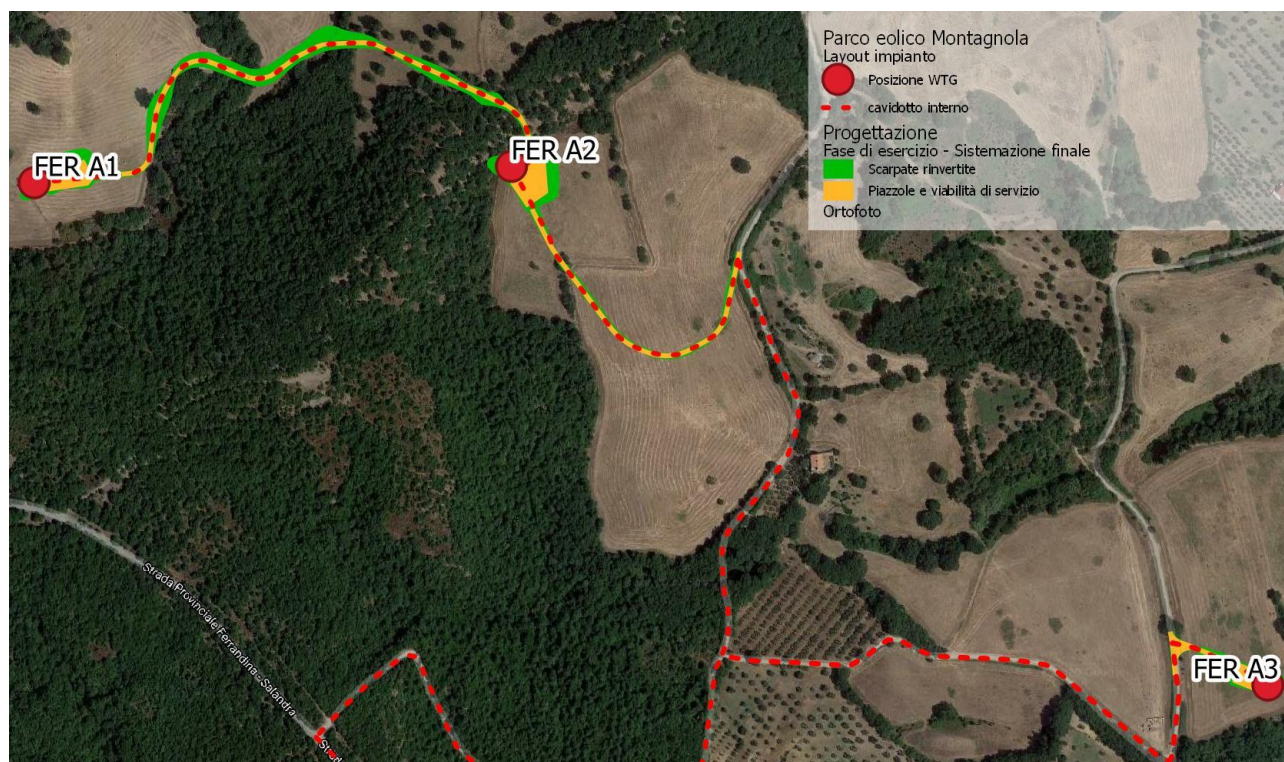 Parco eolico Montagnola
Layout impianto
Posizione WTG
cavidotto interno
Progettazione
Fase di esercizio - Sistemazione finale
Scarpate rinvertite
Piazzole e viabilità di servizio
Ortofoto
FER A1
FER A2
Strada Provinciale Ferrandina - Salandra
FER A3